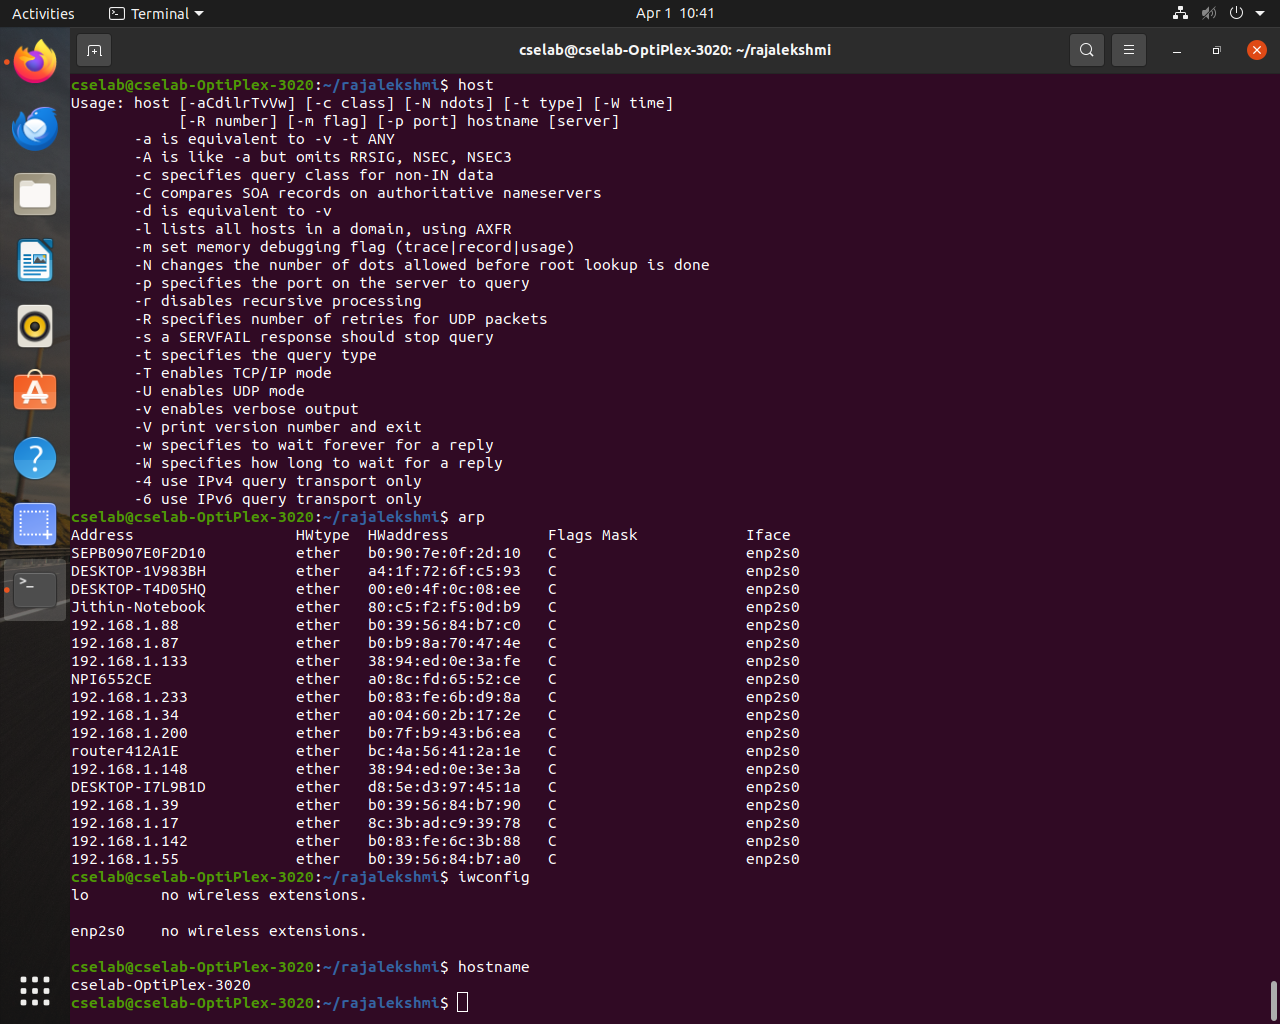 Activities Terminal Apr 1 10:41
cselab@cselab-OptiPlex-3020: ~/rajalekshmi
cselab@cselab-OptiPlex-3020:~/rajalekshmi$ host
Usage: host [-aCdilrTvVw] [-c class] [-N ndots] [-t type] [-W time]
            [-R number] [-m flag] [-p port] hostname [server]
       -a is equivalent to -v -t ANY
       -A is like -a but omits RRSIG, NSEC, NSEC3
       -c specifies query class for non-IN data
       -C compares SOA records on authoritative nameservers
       -d is equivalent to -v
       -l lists all hosts in a domain, using AXFR
       -m set memory debugging flag (trace|record|usage)
       -N changes the number of dots allowed before root lookup is done
       -p specifies the port on the server to query
       -r disables recursive processing
       -R specifies number of retries for UDP packets
       -s a SERVFAIL response should stop query
       -t specifies the query type
       -T enables TCP/IP mode
       -U enables UDP mode
       -v enables verbose output
       -V print version number and exit
       -w specifies to wait forever for a reply
       -W specifies how long to wait for a reply
       -4 use IPv4 query transport only
       -6 use IPv6 query transport only
cselab@cselab-OptiPlex-3020:~/rajalekshmi$ arp
Address                  HWtype  HWaddress           Flags Mask            Iface
SEPB0907E0F2D10          ether   b0:90:7e:0f:2d:10   C                     enp2s0
DESKTOP-1V983BH          ether   a4:1f:72:6f:c5:93   C                     enp2s0
DESKTOP-T4D05HQ          ether   00:e0:4f:0c:08:ee   C                     enp2s0
Jithin-Notebook          ether   80:c5:f2:f5:0d:b9   C                     enp2s0
192.168.1.88             ether   b0:39:56:84:b7:c0   C                     enp2s0
192.168.1.87             ether   b0:b9:8a:70:47:4e   C                     enp2s0
192.168.1.133            ether   38:94:ed:0e:3a:fe   C                     enp2s0
NPI6552CE                ether   a0:8c:fd:65:52:ce   C                     enp2s0
192.168.1.233            ether   b0:83:fe:6b:d9:8a   C                     enp2s0
192.168.1.34             ether   a0:04:60:2b:17:2e   C                     enp2s0
192.168.1.200            ether   b0:7f:b9:43:b6:ea   C                     enp2s0
router412A1E             ether   bc:4a:56:41:2a:1e   C                     enp2s0
192.168.1.148            ether   38:94:ed:0e:3e:3a   C                     enp2s0
DESKTOP-I7L9B1D          ether   d8:5e:d3:97:45:1a   C                     enp2s0
192.168.1.39             ether   b0:39:56:84:b7:90   C                     enp2s0
192.168.1.17             ether   8c:3b:ad:c9:39:78   C                     enp2s0
192.168.1.142            ether   b0:83:fe:6c:3b:88   C                     enp2s0
192.168.1.55             ether   b0:39:56:84:b7:a0   C                     enp2s0
cselab@cselab-OptiPlex-3020:~/rajalekshmi$ iwconfig
lo        no wireless extensions.
enp2s0    no wireless extensions.
cselab@cselab-OptiPlex-3020:~/rajalekshmi$ hostname
cselab-OptiPlex-3020
cselab@cselab-OptiPlex-3020:~/rajalekshmi$